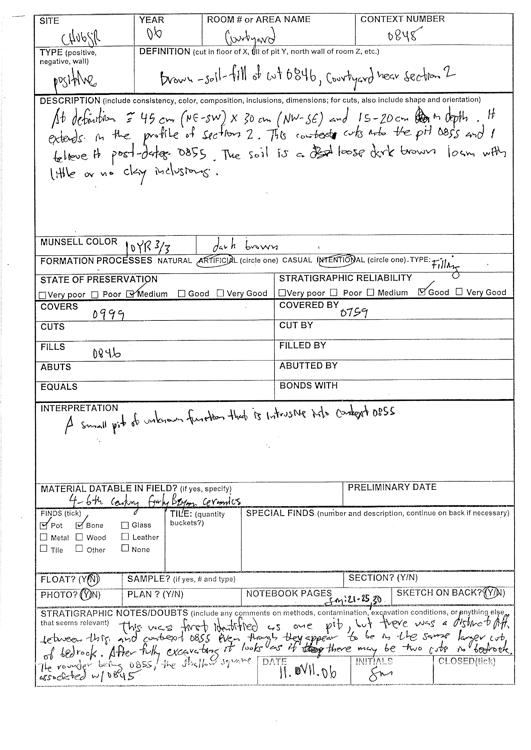 SITE YEAR ROOM # or AREA NAME CONTEXT NUMBER
06 Courtyard 0845
TYPE (positive, negative, wall) DEFINITION (cut in floor of X, fill of pit Y, north wall of room Z, etc.)
positive Brown-soil-fill of cut 0846, Courtyard near section 2
DESCRIPTION (include consistency, color, composition, inclusions, dimensions; for cuts, also include shape and orientation)
At definition ≈ 45 cm (NE-SW) X 30 cm (NW-SE) and 15-20 cm in depth. It
extends in the profile of section 2. This context cuts into the pit 0855 and I
believe it post-dates 0855. The soil is a loose dark brown loam with
little or no clay inclusions.
MUNSELL COLOR 10YR 3/3 dark brown
FORMATION PROCESSES NATURAL ARTIFICIAL (circle one) CASUAL INTENTIONAL (circle one). TYPE: Filling
STATE OF PRESERVATION STRATIGRAPHIC RELIABILITY
Very poor Poor Medium Good Very Good Very poor Poor Medium Good Very Good
COVERS 0999 COVERED BY 0759
CUTS CUT BY
FILLS 0846 FILLED BY
ABUTS ABUTTED BY
EQUALS BONDS WITH
INTERPRETATION
A small pit of unknown function that is intrusive into context 0855
MATERIAL DATABLE IN FIELD? (if yes, specify) PRELIMINARY DATE
4-6th century Early Byzan. ceramics
FINDS (tick) TILE: (quantity buckets?) SPECIAL FINDS (number and description, continue on back if necessary)
Pot Bone Glass
Metal Wood Leather
Tile Other None
FLOAT? (Y/N) SAMPLE? (if yes, # and type) SECTION? (Y/N)
PHOTO? (Y/N) PLAN? (Y/N) NOTEBOOK PAGES 21-25, 30 SKETCH ON BACK? (Y/N)
STRATIGRAPHIC NOTES/DOUBTS (include any comments on methods, contamination, excavation conditions, or anything else
that seems relevant) This was first identified as one pit, but there was a distinct diff.
between this and context 0855 even though they appear to be in the same larger cut
of bedrock. After fully excavating it looks as if there may be two cuts in bedrock.
The rounder being 0855, the shallow square
associated w/ 0845
DATE 11.VII.06 INITIALS CLOSED(tick)